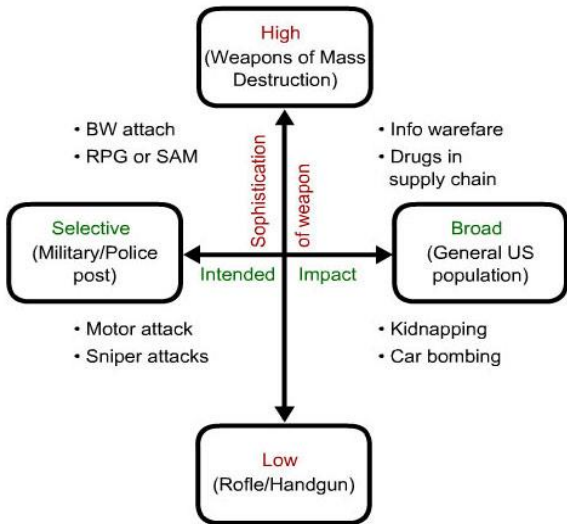 High
(Weapons of Mass
Destruction)
• BW attach
• RPG or SAM
Sophistication
of weapon
• Info warefare
• Drugs in
supply chain
Selective
(Military/Police
post)
Intended
Impact
Broad
(General US
population)
• Motor attack
• Sniper attacks
• Kidnapping
• Car bombing
Low
(Rofle/Handgun)